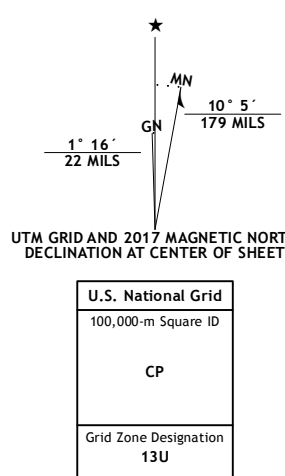 ★
MN
GN
10° 5´
179 MILS
1° 16´
22 MILS
UTM GRID AND 2017 MAGNETIC NORT
DECLINATION AT CENTER OF SHEET
U.S. National Grid
100,000-m Square ID
CP
Grid Zone Designation
13U